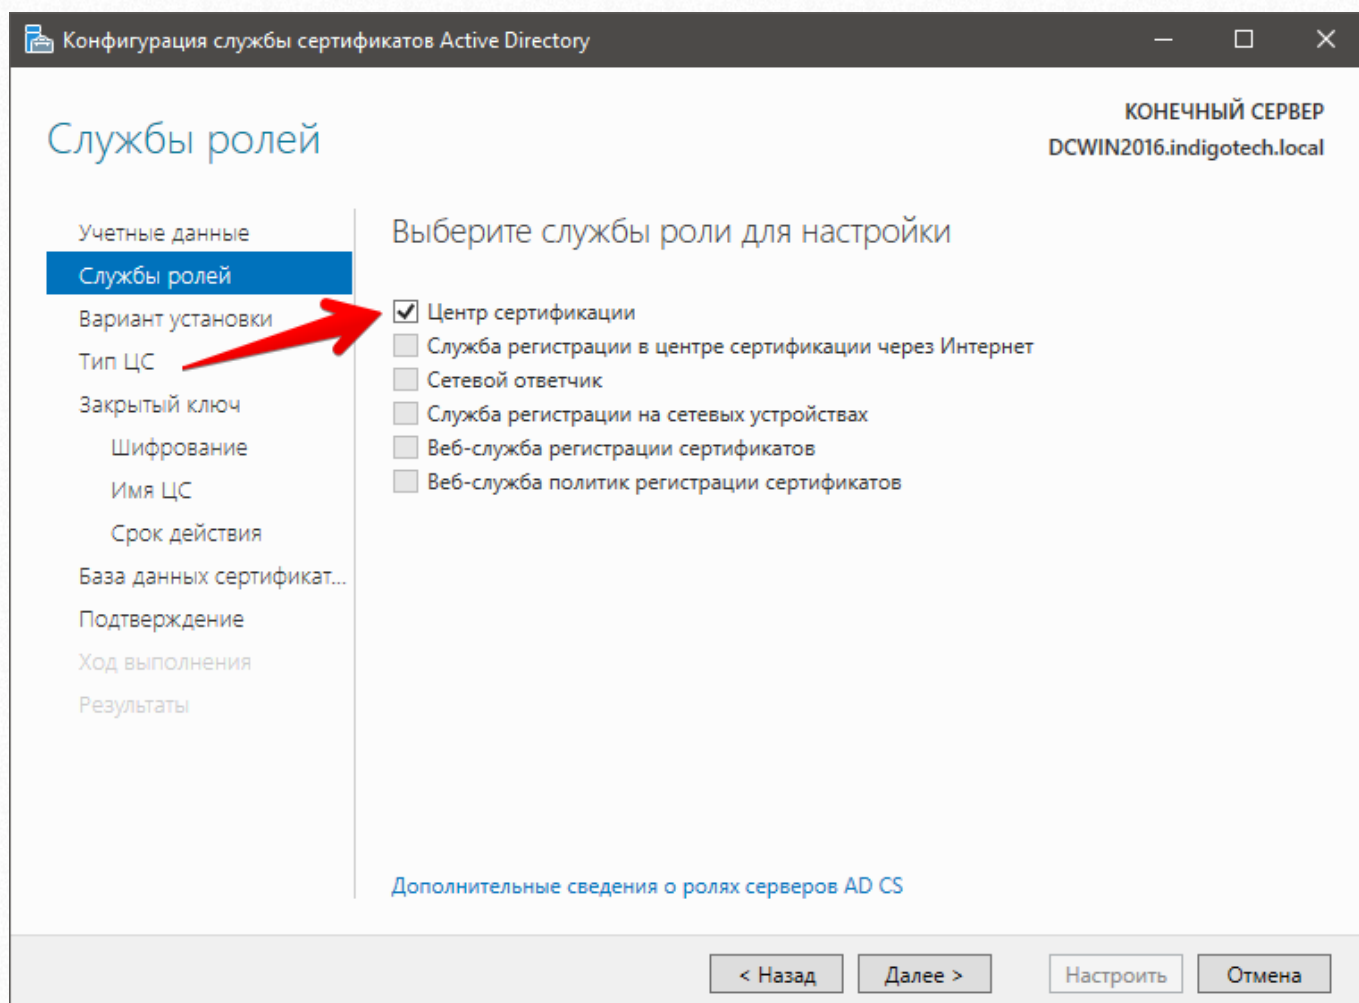 Конфигурация службы сертификатов Active Directory
Службы ролей
КОНЕЧНЫЙ СЕРВЕР
DCWIN2016.indigotech.local
Учетные данные
Службы ролей
Вариант установки
Тип ЦС
Закрытый ключ
Шифрование
Имя ЦС
Срок действия
База данных сертификат...
Подтверждение
Ход выполнения
Результаты
Выберите службы роли для настройки
Центр сертификации
Служба регистрации в центре сертификации через Интернет
Сетевой ответчик
Служба регистрации на сетевых устройствах
Веб-служба регистрации сертификатов
Веб-служба политик регистрации сертификатов
Дополнительные сведения о ролях серверов AD CS
< Назад
Далее >
Настроить
Отмена